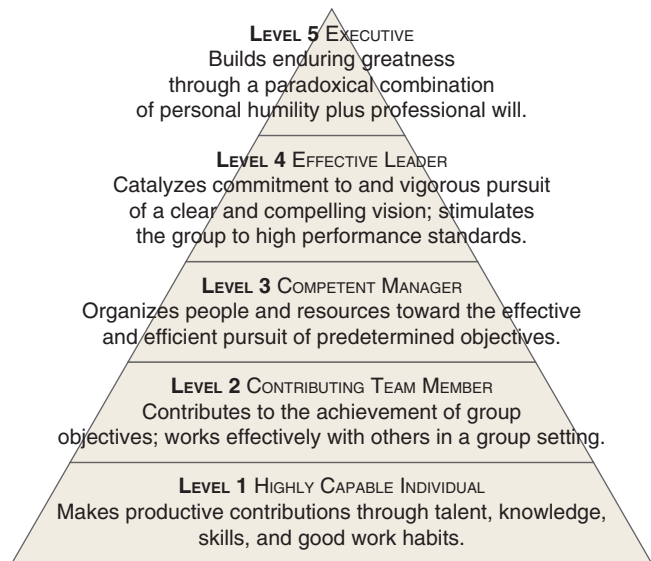 LEVEL 5 EXECUTIVE
Builds enduring greatness
through a paradoxical combination
of personal humility plus professional will.
LEVEL 4 EFFECTIVE LEADER
Catalyzes commitment to and vigorous pursuit
of a clear and compelling vision; stimulates
the group to high performance standards.
LEVEL 3 COMPETENT MANAGER
Organizes people and resources toward the effective
and efficient pursuit of predetermined objectives.
LEVEL 2 CONTRIBUTING TEAM MEMBER
Contributes to the achievement of group
objectives; works effectively with others in a group setting.
LEVEL 1 HIGHLY CAPABLE INDIVIDUAL
Makes productive contributions through talent, knowledge,
skills, and good work habits.